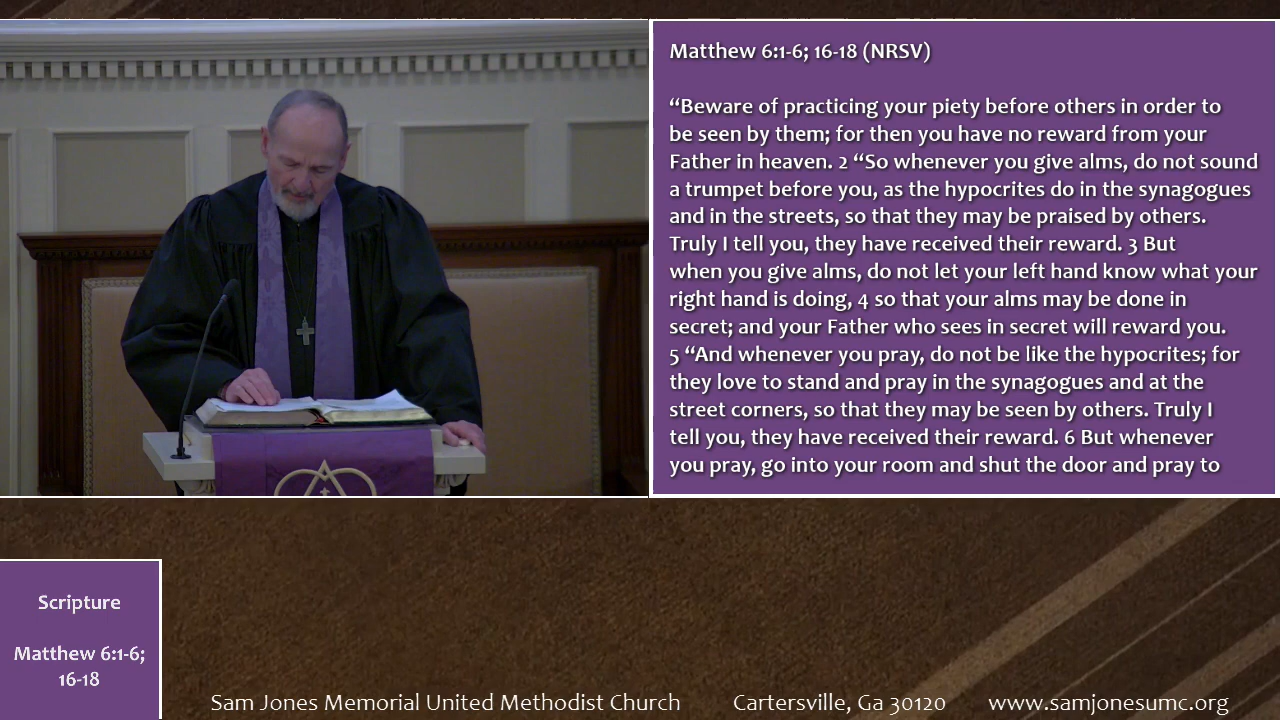 Matthew 6:1-6; 16-18 (NRSV)
“Beware of practicing your piety before others in order to
be seen by them; for then you have no reward from your
Father in heaven. 2 “So whenever you give alms, do not sound
a trumpet before you, as the hypocrites do in the synagogues
and in the streets, so that they may be praised by others.
Truly I tell you, they have received their reward. 3 But
when you give alms, do not let your left hand know what your
right hand is doing, 4 so that your alms may be done in
secret; and your Father who sees in secret will reward you.
5 “And whenever you pray, do not be like the hypocrites; for
they love to stand and pray in the synagogues and at the
street corners, so that they may be seen by others. Truly I
tell you, they have received their reward. 6 But whenever
you pray, go into your room and shut the door and pray to
Scripture
Matthew 6:1-6;
16-18
Sam Jones Memorial United Methodist Church Cartersville, Ga 30120 www.samjonesumc.org